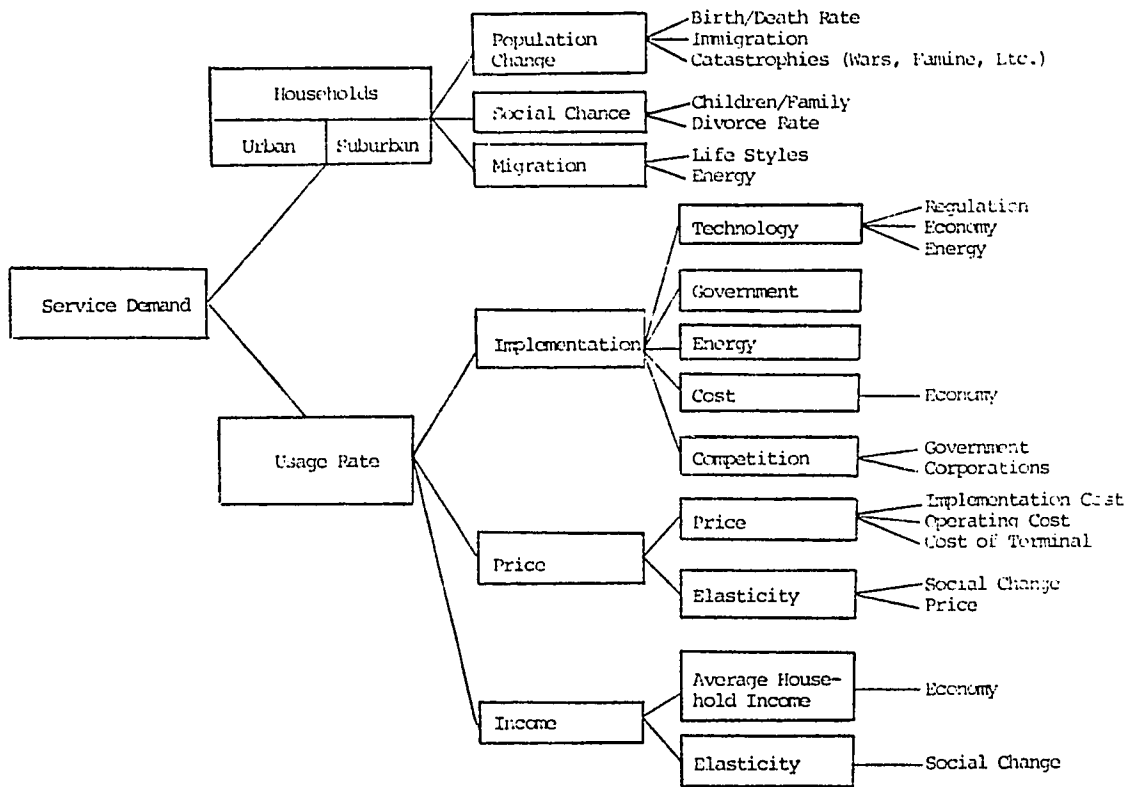 Birth/Death Rate
Population
Change
Immigration
Catastrophies (Wars, Famine, Etc.)
Households
Urban
Suburban
Social Chance
Children/Family
Divorce Rate
Migration
Life Styles
Energy
Service Demand
Usage Rate
Implementation
Technology
Regulation
Economy
Energy
Government
Energy
Cost
Economy
Competition
Government
Corporations
Price
Price
Implementation Cost
Operating Cost
Cost of Terminal
Elasticity
Social Change
Price
Income
Average House-
hold Income
Economy
Elasticity
Social Change